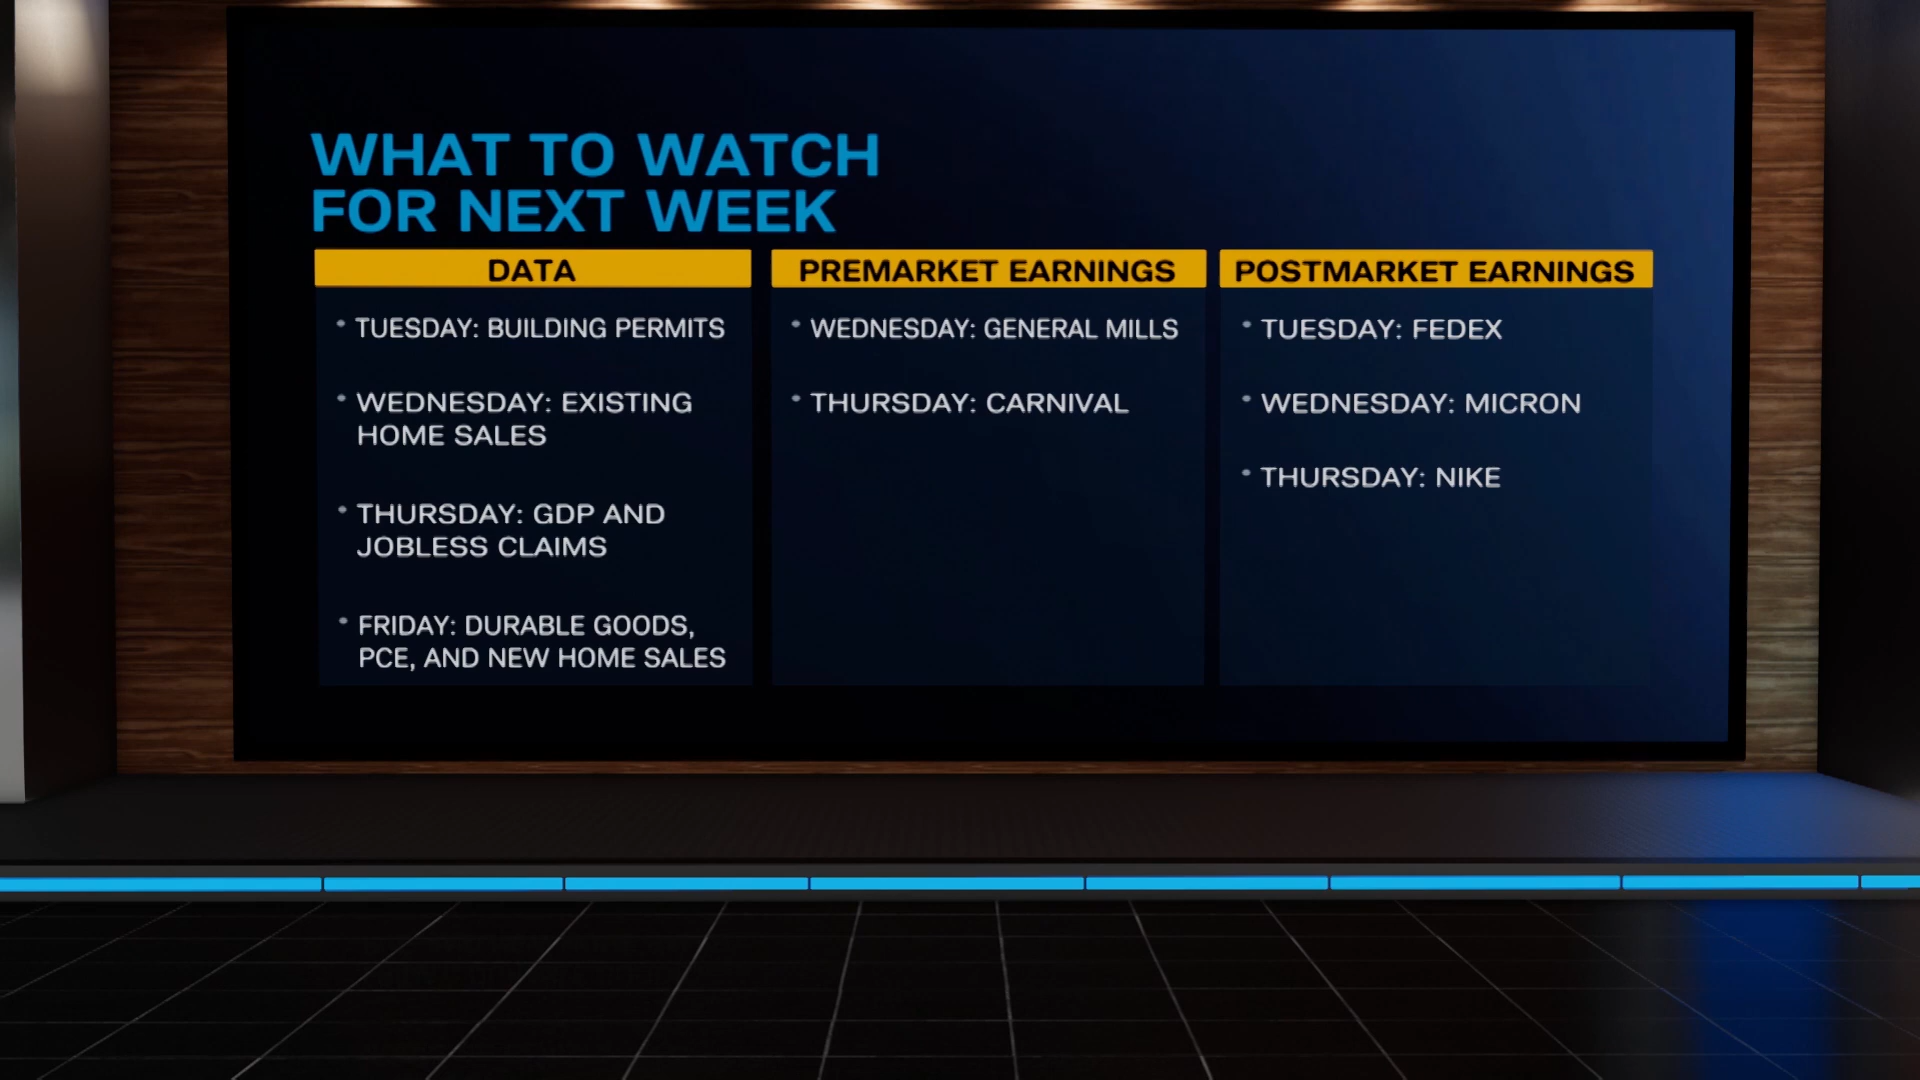 WHAT TO WATCH
FOR NEXT WEEK
DATA
• TUESDAY: BUILDING PERMITS
• WEDNESDAY: EXISTING
HOME SALES
• THURSDAY: GDP AND
JOBLESS CLAIMS
• FRIDAY: DURABLE GOODS,
PCE, AND NEW HOME SALES
PREMARKET EARNINGS
• WEDNESDAY: GENERAL MILLS
• THURSDAY: CARNIVAL
POSTMARKET EARNINGS
• TUESDAY: FEDEX
• WEDNESDAY: MICRON
• THURSDAY: NIKE